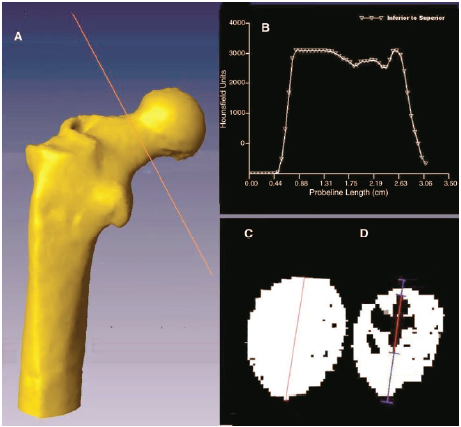 A
B
Inferior to Superior
4000
3000
2000
1000
0
Hounsfield Units
0.00 0.44 0.88 1.31 1.75 2.19 2.63 3.06 3.50
Probeline Length (cm)
C D